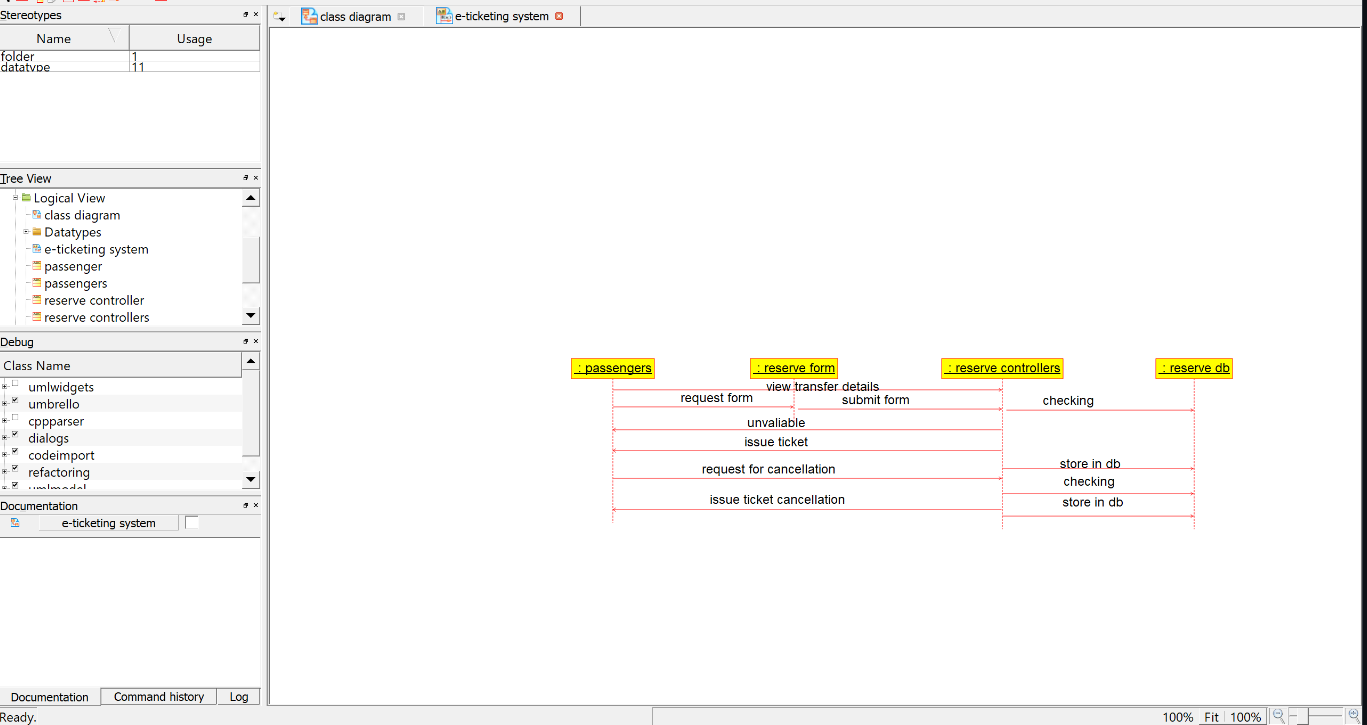 Stereotypes
class diagram
e-ticketing system
Name Usage
folder 1
datatype 11
Tree View
Logical View
class diagram
Datatypes
e-ticketing system
passenger
passengers
reserve controller
reserve controllers
Debug
Class Name
umlwidgets
umbrello
cppparser
dialogs
codeimport
refactoring
umlmodel
Documentation
e-ticketing system
Documentation Command history Log
Ready.
: passengers : reserve form : reserve controllers : reserve db
view transfer details
request form submit form checking
unvaliable
issue ticket
store in db
request for cancellation
checking
issue ticket cancellation store in db
100% Fit 100%